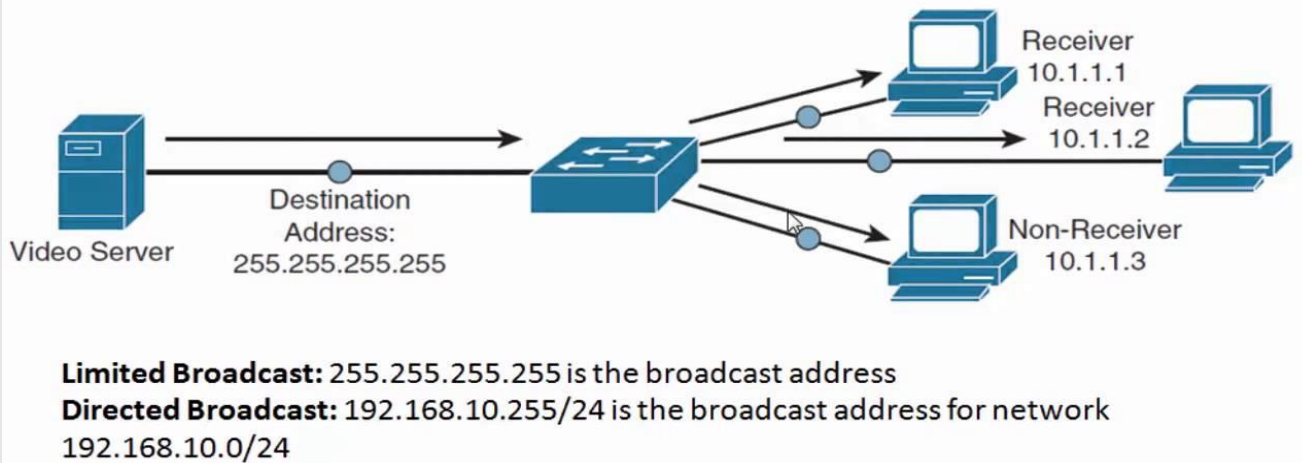 Receiver
10.1.1.1
Receiver
10.1.1.2
Destination
Address:
255.255.255.255
Video Server
Non-Receiver
10.1.1.3
Limited Broadcast: 255.255.255.255 is the broadcast address
Directed Broadcast: 192.168.10.255/24 is the broadcast address for network
192.168.10.0/24